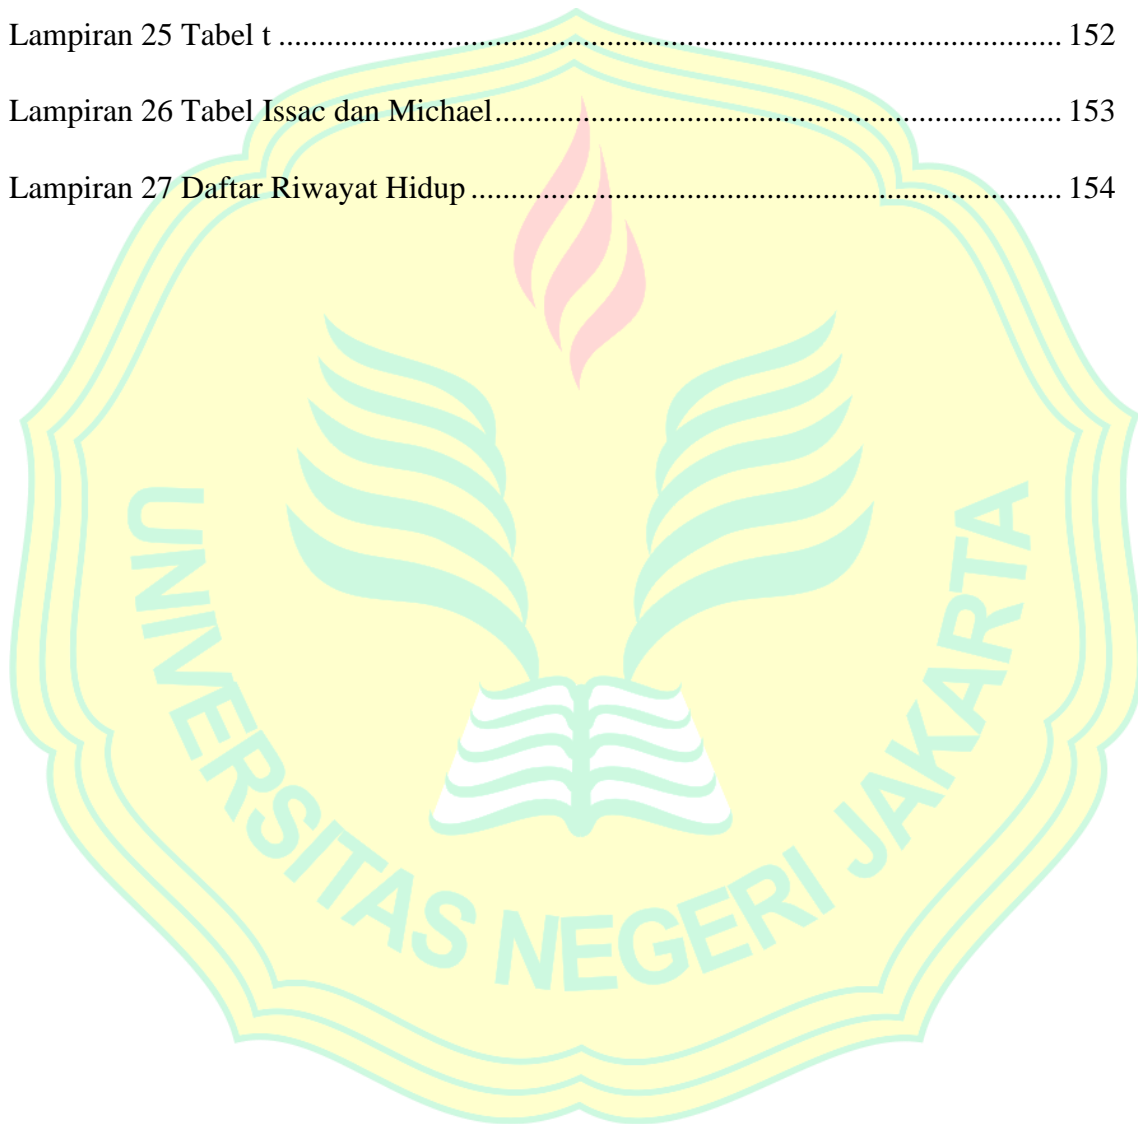 Lampiran 25 Tabel t .................................................................................................. 152
Lampiran 26 Tabel Issac dan Michael....................................................................... 153
Lampiran 27 Daftar Riwayat Hidup .......................................................................... 154
UNIVERSITAS NEGERI JAKARTA